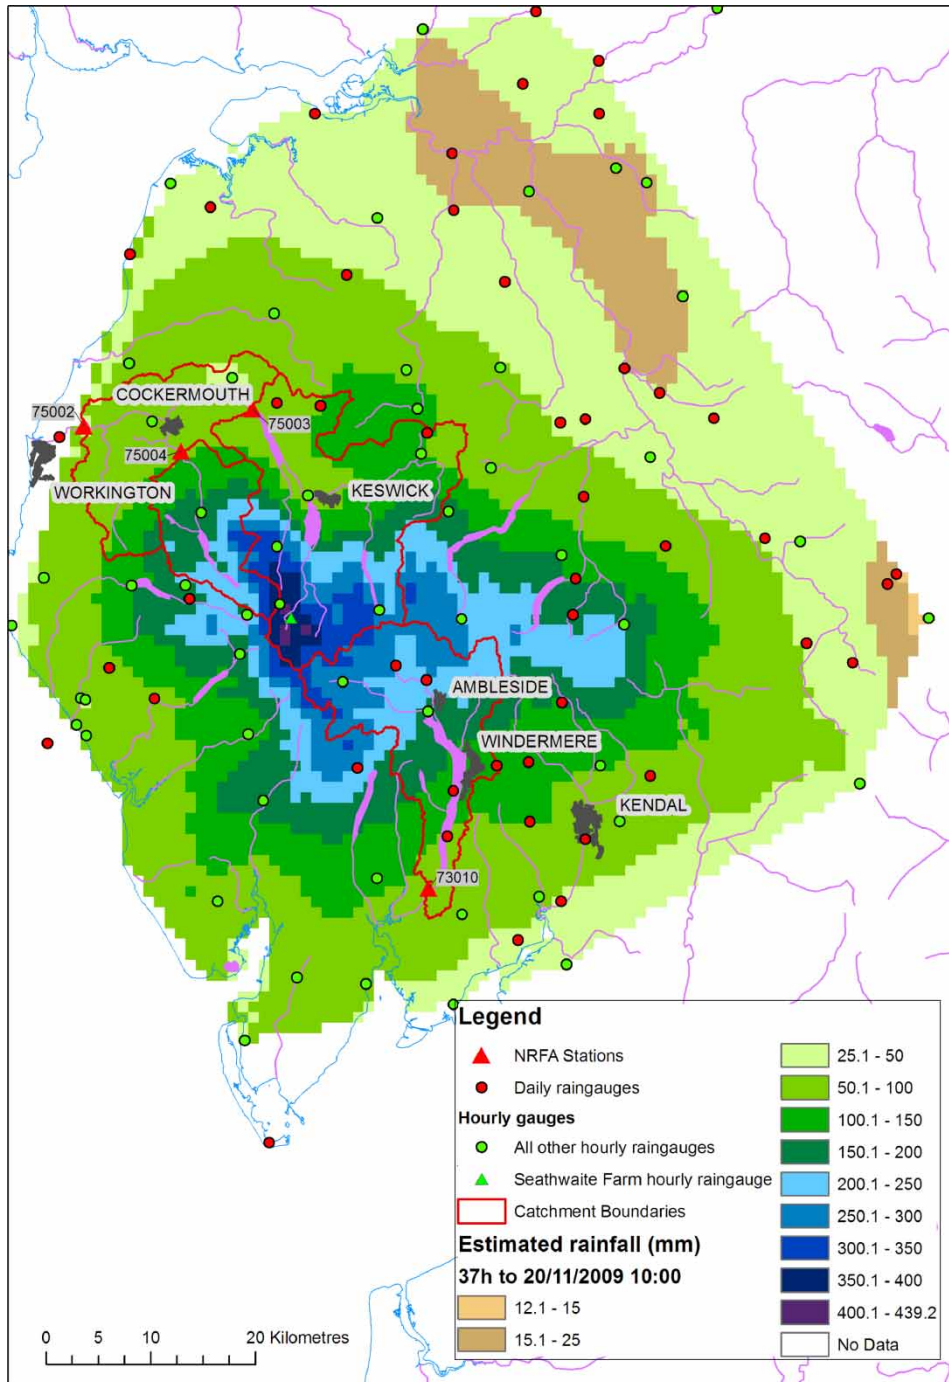 COCKERMOUTH
75002
75003
75004
WORKINGTON
KESWICK
AMBLESIDE
WINDERMERE
KENDAL
73010
Legend
NRFA Stations
Daily raingauges
Hourly gauges
All other hourly raingauges
Seathwaite Farm hourly raingauge
Catchment Boundaries
Estimated rainfall (mm)
37h to 20/11/2009 10:00
12.1 - 15
15.1 - 25
25.1 - 50
50.1 - 100
100.1 - 150
150.1 - 200
200.1 - 250
250.1 - 300
300.1 - 350
350.1 - 400
400.1 - 439.2
No Data
0 5 10 20 Kilometres